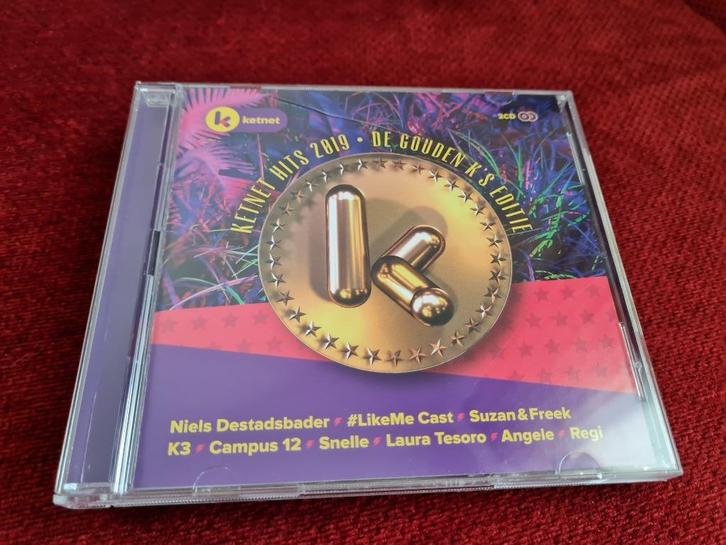 ketnet
2CD
KETNET HITS 2019 • DE GOUDEN K'S EDITIE
Niels Destadsbader #LikeMe Cast Suzan & Freek
K3 Campus 12 Snelle Laura Tesoro Angele Regi